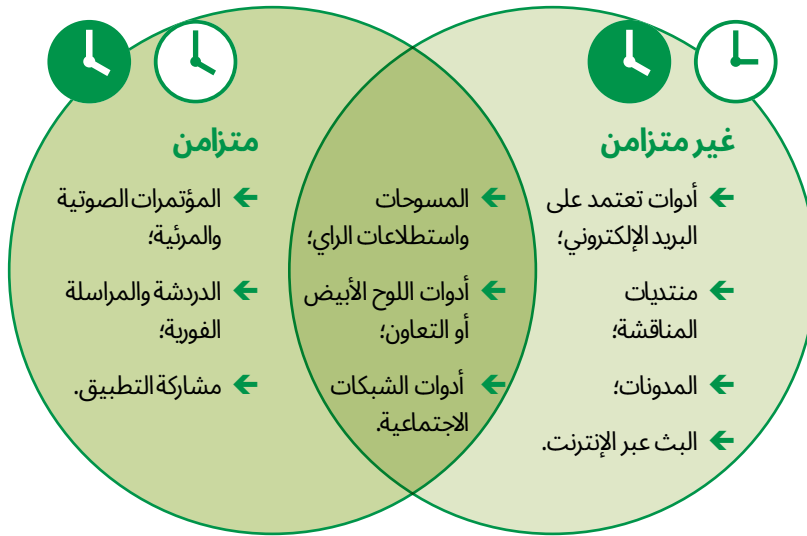 غير متزامن
أدوات تعتمد على
البريد الإلكتروني؛
منتديات
المناقشة؛
المدونات؛
البث عبر الإنترنت.
المسوحات
واستطلاعات الراي؛
أدوات اللوح الأبيض
أو التعاون؛
أدوات الشبكات
الاجتماعية.
متزامن
المؤتمرات الصوتية
والمرئية؛
الدردشة والمراسلة
الفورية؛
مشاركة التطبيق.